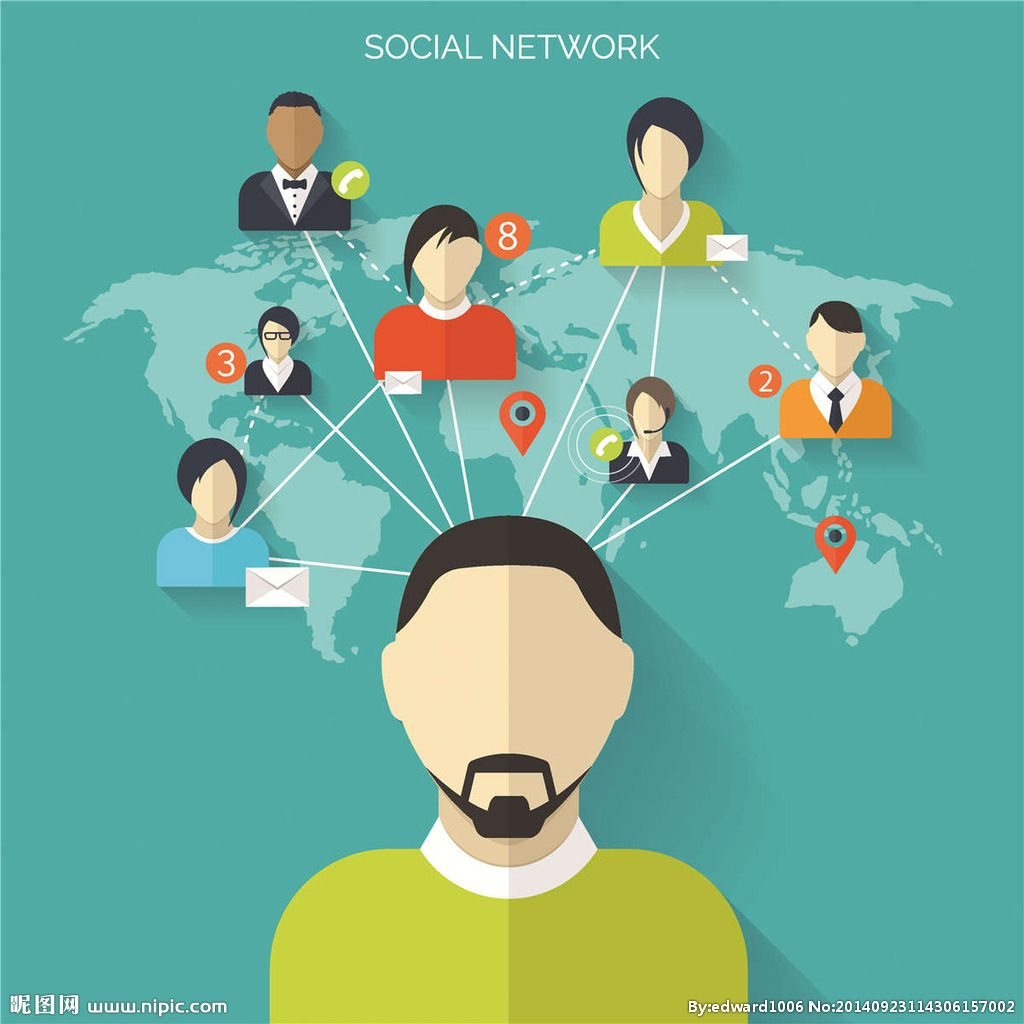 SOCIAL NETWORK
8
3
2
昵图网 www.nipic.com
By:edward1006 No:20140923114306157002